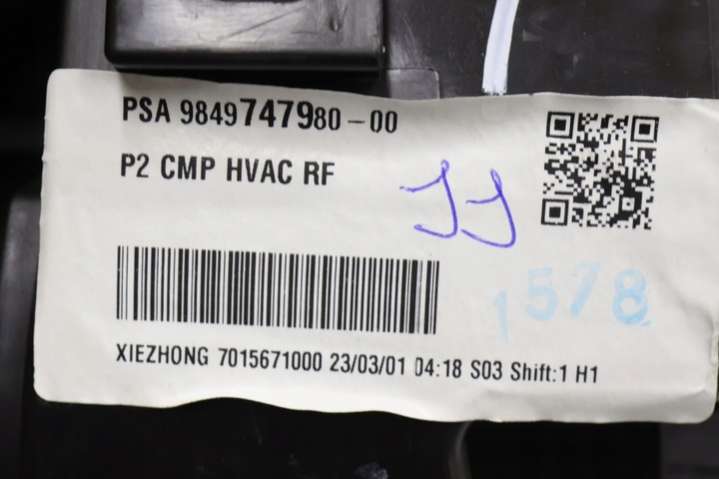 PSA 9849747980-00
P2 CMP HVAC RF
1578
XIEZHONG 7015671000 23/03/01 04:18 S03 Shift:1 H1